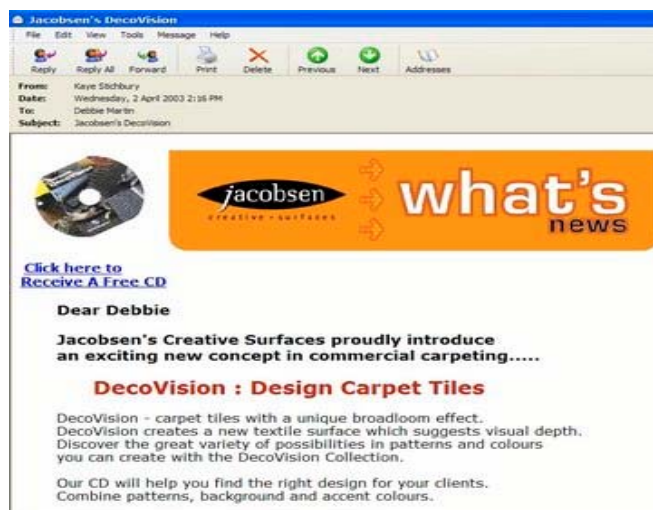 Jacobsen's DecoVision
File Edit View Tools Message Help
Reply Reply All Forward Print Delete Previous Next Addresses
From: Kaye Stichbury
Date: Wednesday, 2 April 2003 2:16 PM
To: Debbie Martin
Subject: Jacobsen's DecoVision
jacobsen
creative - surfaces
what's
news
Click here to
Receive A Free CD
Dear Debbie
Jacobsen's Creative Surfaces proudly introduce
an exciting new concept in commercial carpeting.....
DecoVision : Design Carpet Tiles
DecoVision - carpet tiles with a unique broadloom effect.
DecoVision creates a new textile surface which suggests visual depth.
Discover the great variety of possibilities in patterns and colours
you can create with the DecoVision Collection.
Our CD will help you find the right design for your clients.
Combine patterns, background and accent colours.